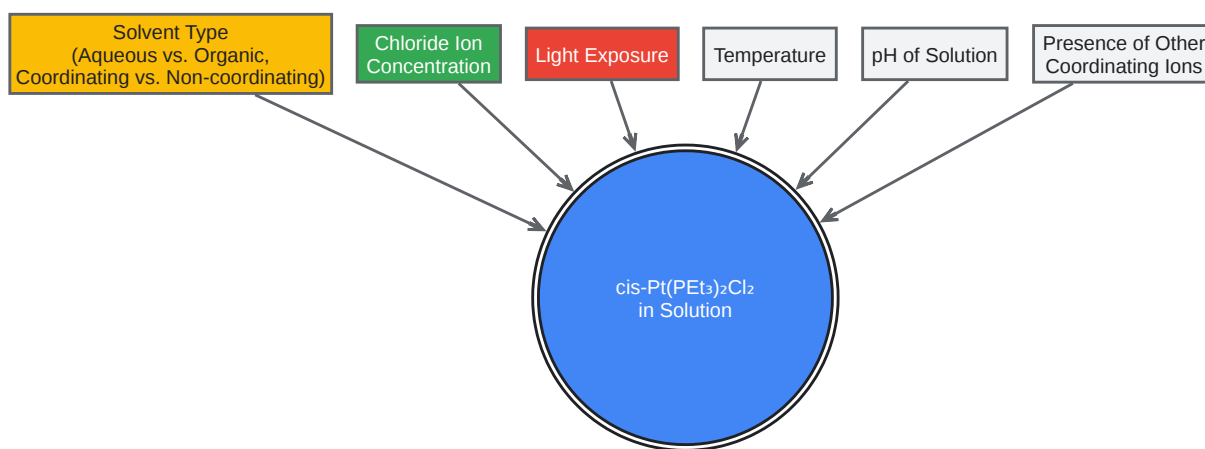 Solvent Type
(Aqueous vs. Organic,
Coordinating vs. Non-coordinating)
Chloride Ion
Concentration
Light Exposure
Temperature
pH of Solution
Presence of Other
Coordinating Ions
cis-Pt(PEt₃)₂Cl₂
in Solution